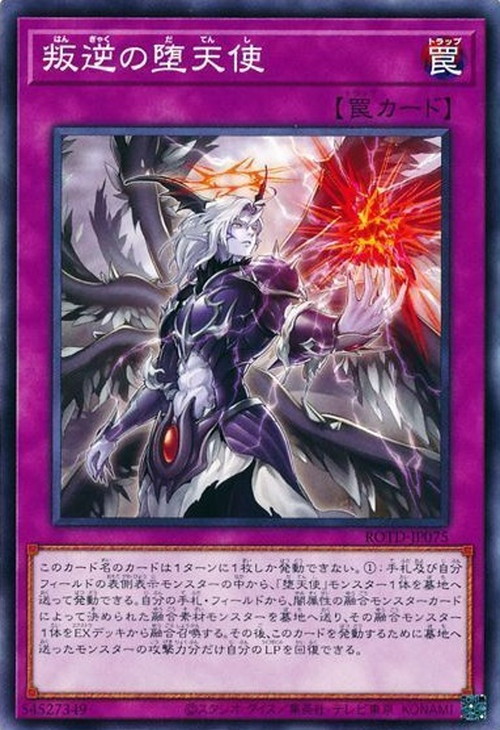 叛逆の堕天使
罠
【罠カード】
ROTD-JP075
このカード名のカードは1ターンに1枚しか発動できない。①:手札及び自分
フィールドの表側表示モンスターの中から、「堕天使」モンスター1体を墓地へ
送って発動できる。自分の手札・フィールドから、闇属性の融合モンスターカード
によって決められた融合素材モンスターを墓地へ送り、その融合モンスター
1体をEXデッキから融合召喚する。その後、このカードを発動するために墓地へ
送ったモンスターの攻撃力分だけ自分のLPを回復できる。
54527349
©スタジオ・ダイス/集英社・テレビ東京・KONAMI